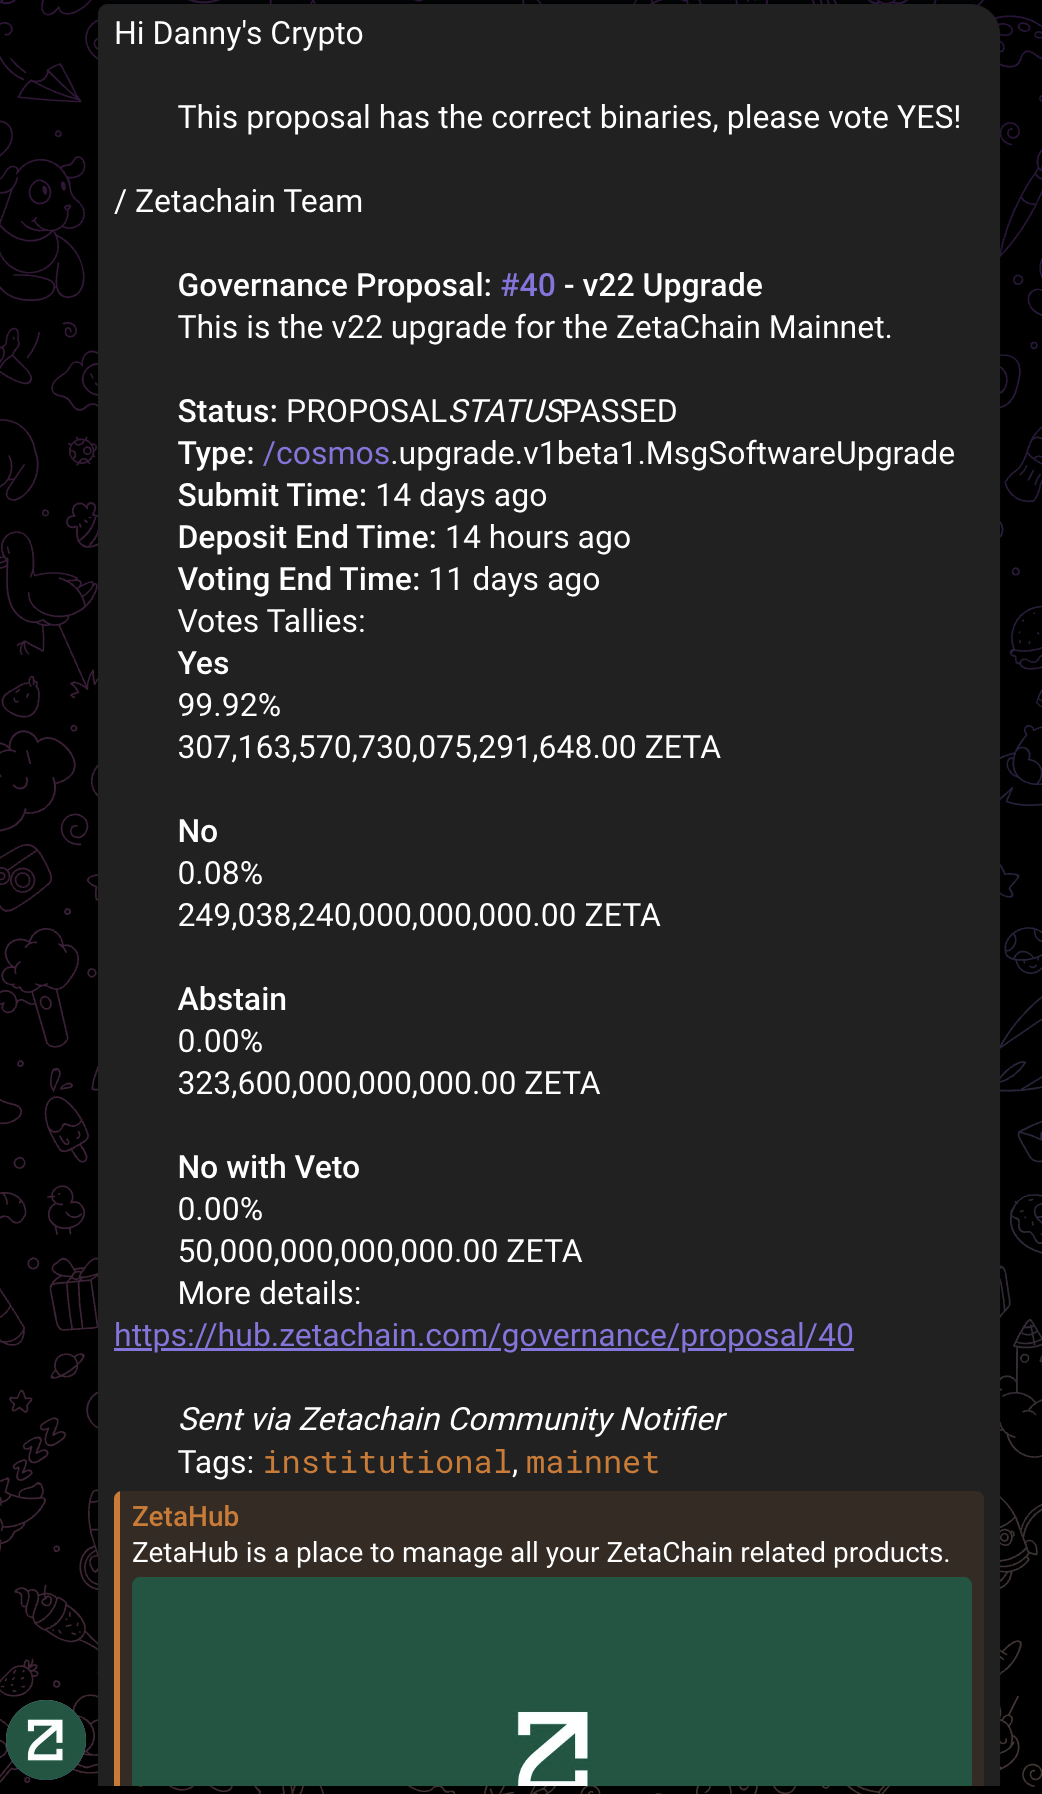 Hi Danny's Crypto
This proposal has the correct binaries, please vote YES!
/ Zetachain Team
Governance Proposal: #40 - v22 Upgrade
This is the v22 upgrade for the ZetaChain Mainnet.
Status: PROPOSALSTATUSPASSED
Type: /cosmos.upgrade.v1beta1.MsgSoftwareUpgrade
Submit Time: 14 days ago
Deposit End Time: 14 hours ago
Voting End Time: 11 days ago
Votes Tallies:
Yes
99.92%
307,163,570,730,075,291,648.00 ZETA
No
0.08%
249,038,240,000,000,000.00 ZETA
Abstain
0.00%
323,600,000,000,000.00 ZETA
No with Veto
0.00%
50,000,000,000,000.00 ZETA
More details:
https://hub.zetachain.com/governance/proposal/40
Sent via Zetachain Community Notifier
Tags: institutional, mainnet
ZetaHub
ZetaHub is a place to manage all your ZetaChain related products.